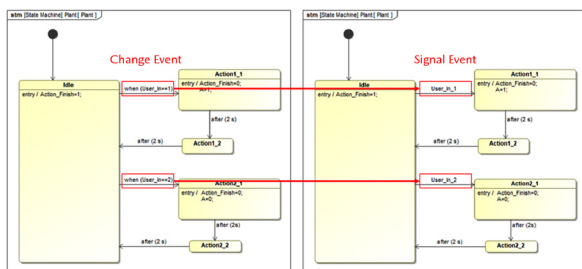 stm [State Machine] Plant [ Plant ]
Change Event
Idle
entry / Action_Finish=1;
when (User_In==1)
Action1_1
entry / Action_Finish=0;
A=1;
after (2 s)
Action1_2
after (2 s)
when (User_In==2)
Action2_1
entry / Action_Finish=0;
A=0;
after (2s)
Action2_2
after (2 s)
stm [State Machine] Plant [ Plant ]
Signal Event
Idle
entry / Action_Finish=1;
User_In_1
Action1_1
entry / Action_Finish=0;
A=1;
after (2 s)
Action1_2
after (2 s)
User_In_2
Action2_1
entry / Action_Finish=0;
A=0;
after (2s)
Action2_2
after (2 s)